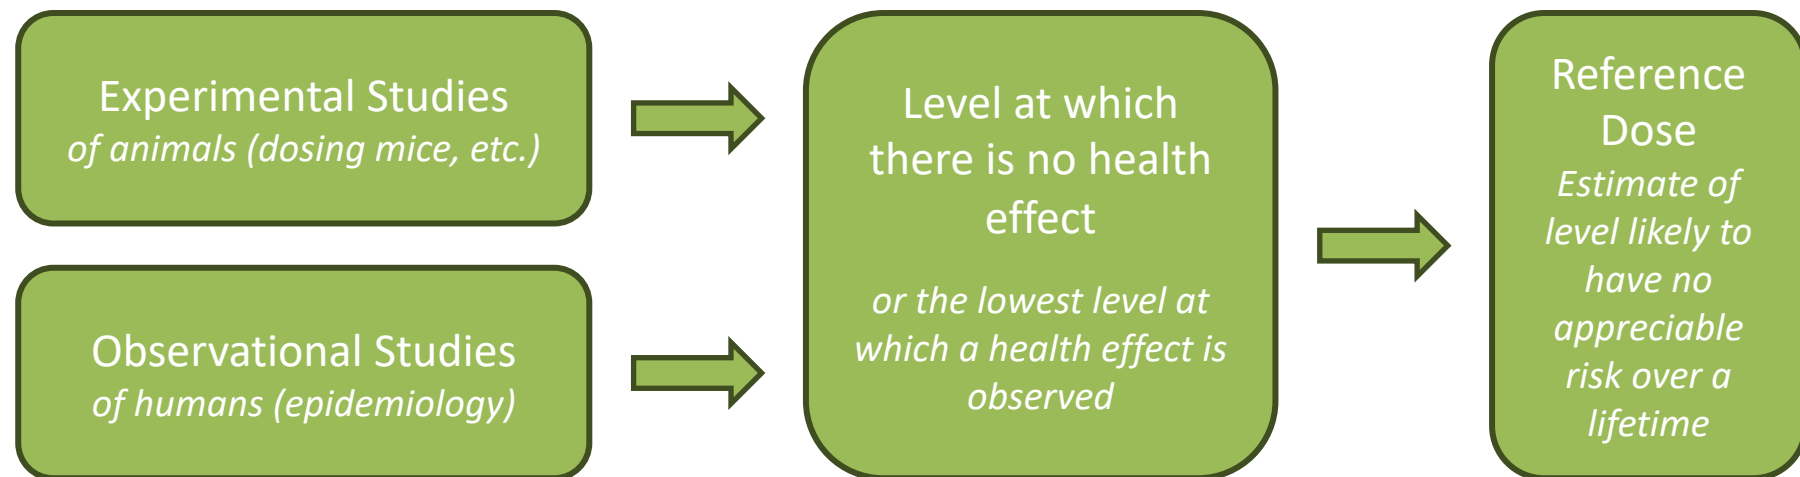 Experimental Studies
of animals (dosing mice, etc.)
Observational Studies
of humans (epidemiology)
Level at which
there is no health
effect
or the lowest level at
which a health effect is
observed
Reference
Dose
Estimate of
level likely to
have no
appreciable
risk over a
lifetime